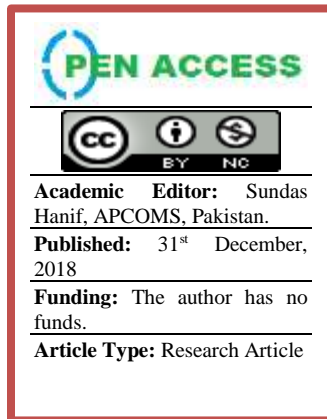 OPEN ACCESS
CC
BY NC
Academic Editor: Sundas
Hanif, APCOMS, Pakistan.
Published: 31st December,
2018
Funding: The author has no
funds.
Article Type: Research Article